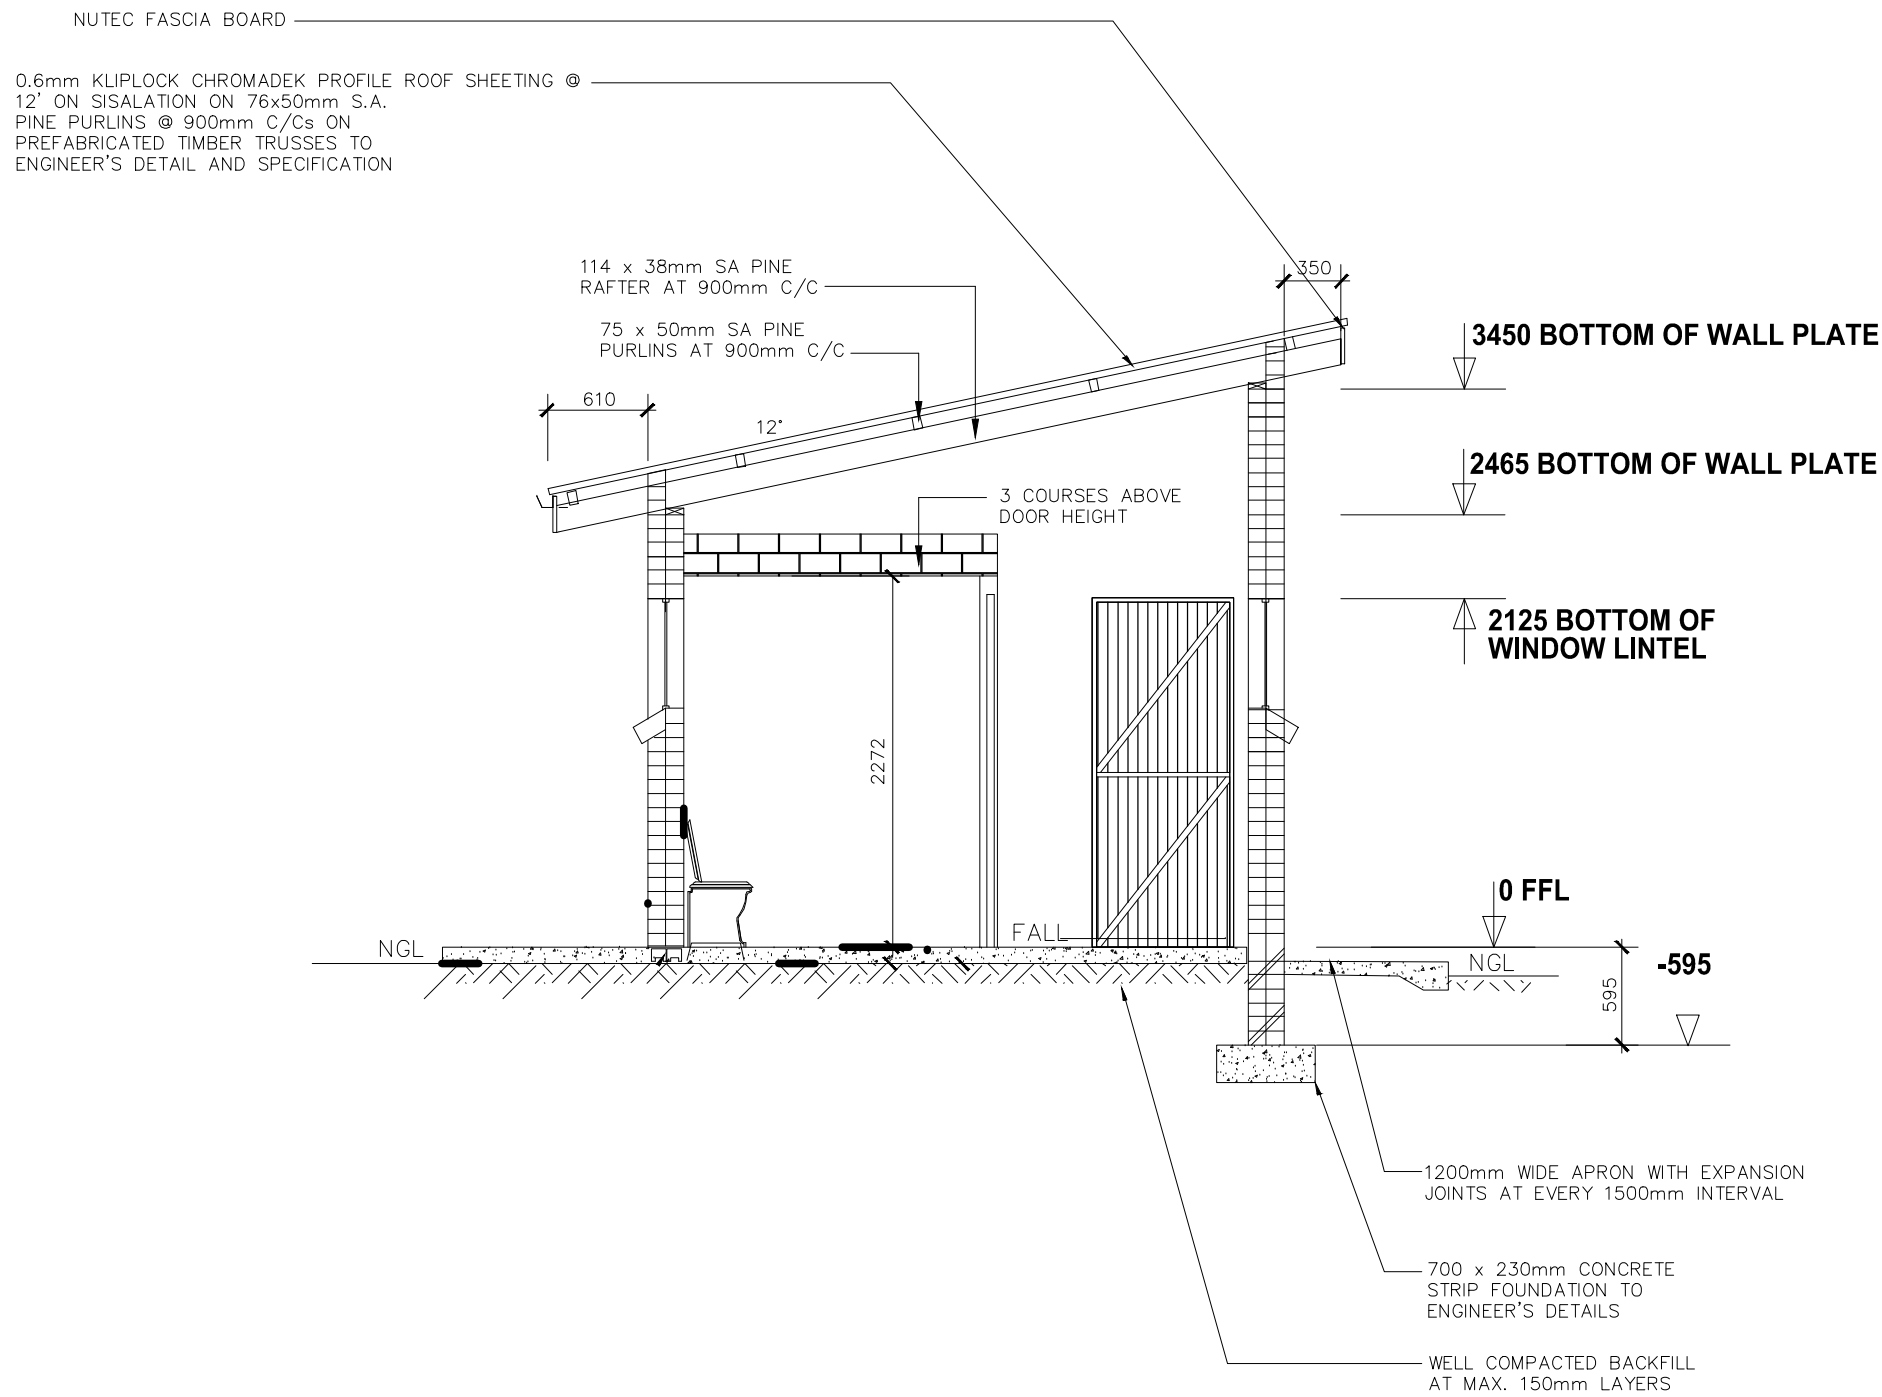 NUTEC FASCIA BOARD
0.6mm KLIPLOCK CHROMADEK PROFILE ROOF SHEETING @
12' ON SISALATION ON 76x50mm S.A.
PINE PURLINS @ 900mm C/Cs ON
PREFABRICATED TIMBER TRUSSES TO
ENGINEER'S DETAIL AND SPECIFICATION
114 x 38mm SA PINE
RAFTER AT 900mm C/C
350
75 x 50mm SA PINE
PURLINS AT 900mm C/C
3450 BOTTOM OF WALL PLATE
610
12°
2465 BOTTOM OF WALL PLATE
3 COURSES ABOVE
DOOR HEIGHT
2125 BOTTOM OF
WINDOW LINTEL
2272
0 FFL
FALL
NGL
NGL
-595
595
1200mm WIDE APRON WITH EXPANSION
JOINTS AT EVERY 1500mm INTERVAL
700 x 230mm CONCRETE
STRIP FOUNDATION TO
ENGINEER'S DETAILS
WELL COMPACTED BACKFILL
AT MAX. 150mm LAYERS